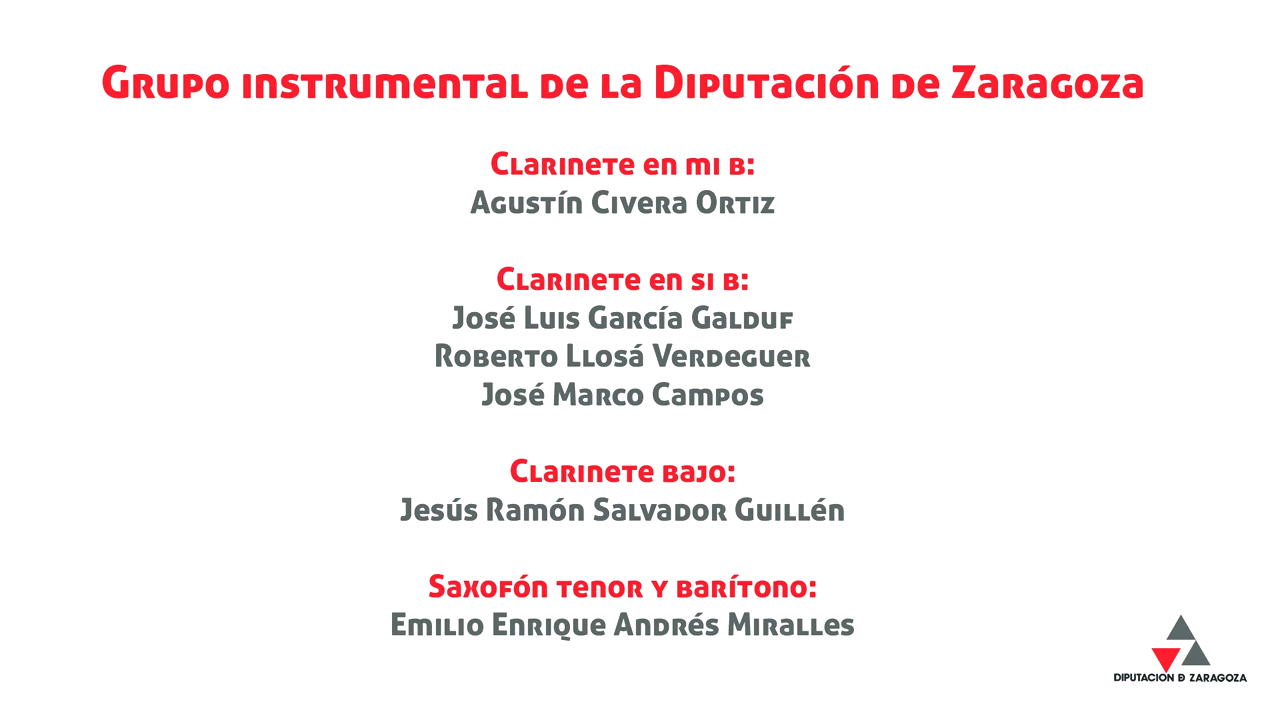 Grupo instrumental de la Diputación de Zaragoza
Clarinete en mi b:
Agustín Civera Ortiz
Clarinete en si b:
José Luis García Galduf
Roberto Llosá Verdeguer
José Marco Campos
Clarinete bajo:
Jesús Ramón Salvador Guillén
Saxofón tenor y barítono:
Emilio Enrique Andrés Miralles
DIPUTACION D ZARAGOZA